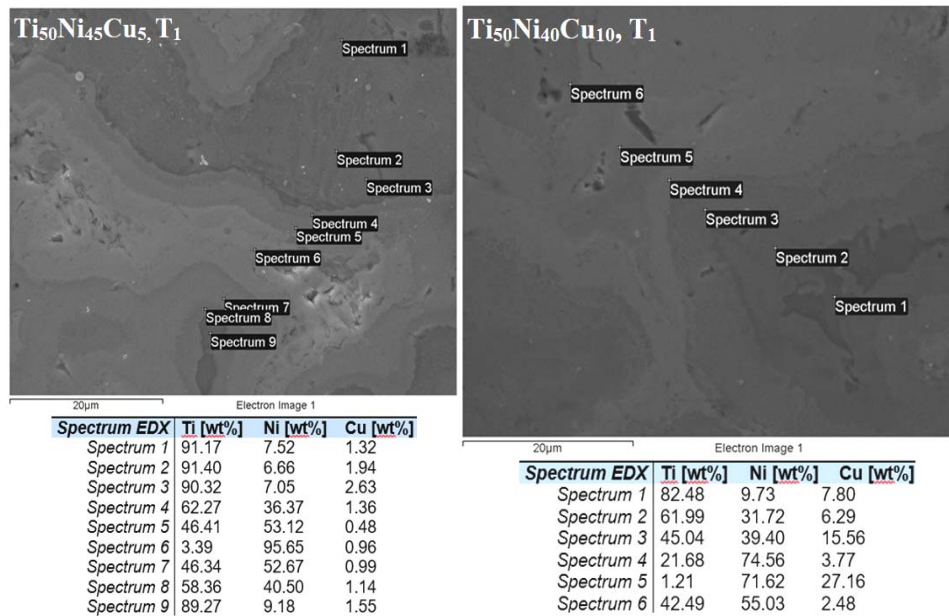 Ti₅₀Ni₄₅Cu₅, T₁
Spectrum 1
Spectrum 2
Spectrum 3
Spectrum 4
Spectrum 5
Spectrum 6
Spectrum 7
Spectrum 8
Spectrum 9
20µm Electron Image 1
Spectrum EDX Ti [wt%] Ni [wt%] Cu [wt%]
Spectrum 1 91.17 7.52 1.32
Spectrum 2 91.40 6.66 1.94
Spectrum 3 90.32 7.05 2.63
Spectrum 4 62.27 36.37 1.36
Spectrum 5 46.41 53.12 0.48
Spectrum 6 3.39 95.65 0.96
Spectrum 7 46.34 52.67 0.99
Spectrum 8 58.36 40.50 1.14
Spectrum 9 89.27 9.18 1.55
Ti₅₀Ni₄₀Cu₁₀, T₁
Spectrum 6
Spectrum 5
Spectrum 4
Spectrum 3
Spectrum 2
Spectrum 1
20µm Electron Image 1
Spectrum EDX Ti [wt%] Ni [wt%] Cu [wt%]
Spectrum 1 82.48 9.73 7.80
Spectrum 2 61.99 31.72 6.29
Spectrum 3 45.04 39.40 15.56
Spectrum 4 21.68 74.56 3.77
Spectrum 5 1.21 71.62 27.16
Spectrum 6 42.49 55.03 2.48